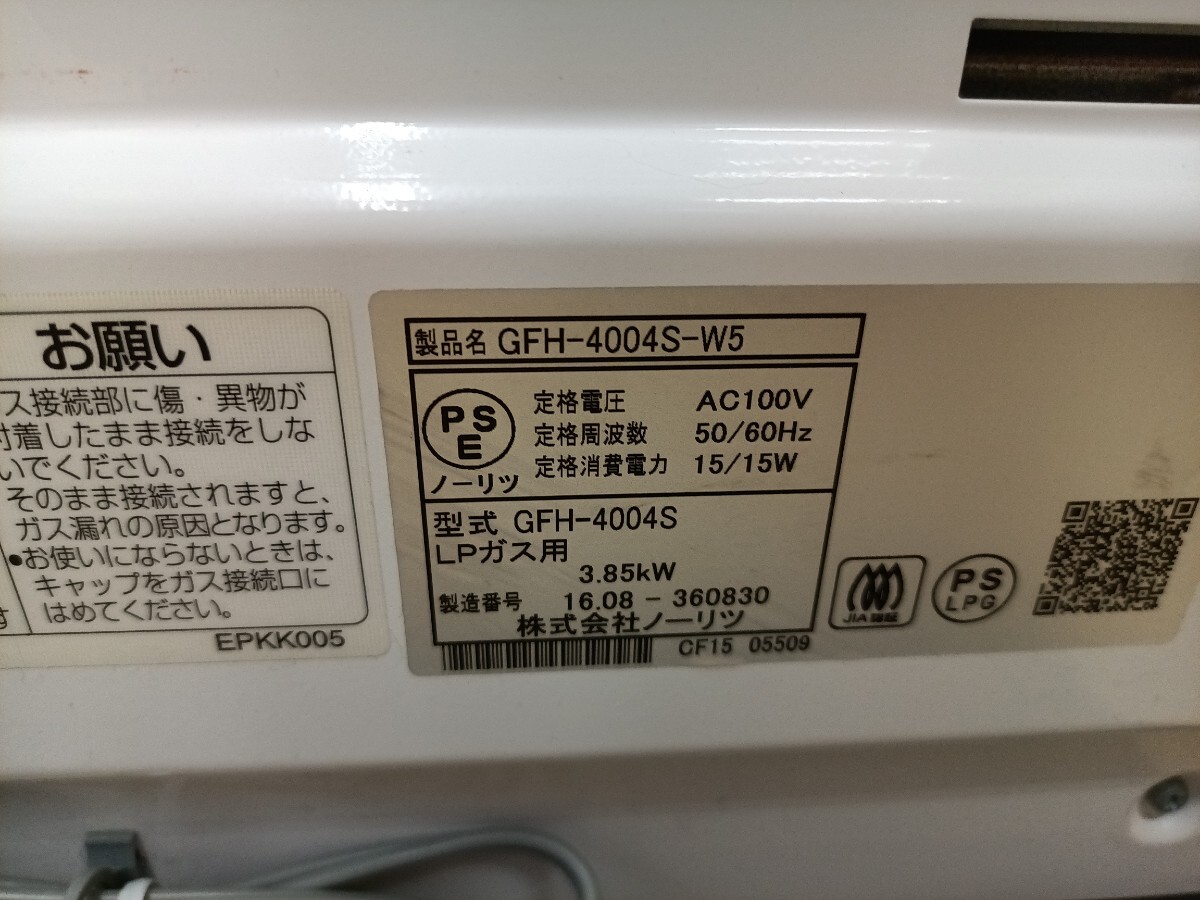 お願い
ス接続部に傷・異物が
付着したまま接続をしな
いでください。
そのまま接続されますと、
ガス漏れの原因となります。
●お使いにならないときは、
キャップをガス接続口に
はめてください。
す
EPKK005
製品名 GFH-4004S-W5
PS
E
ノーリツ
定格電圧 AC100V
定格周波数 50/60Hz
定格消費電力 15/15W
型式 GFH-4004S
LPガス用
3.85kW
製造番号 16.08 - 360830
株式会社ノーリツ
CF15 05509
JIA認証
PS
LPG